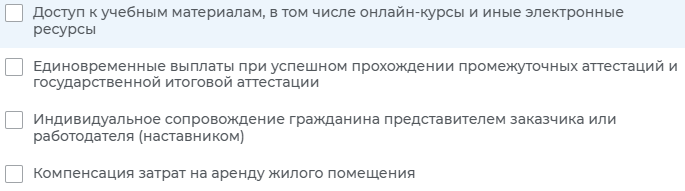 Доступ к учебным материалам, в том числе онлайн-курсы и иные электронные
ресурсы
Единовременные выплаты при успешном прохождении промежуточных аттестаций и
государственной итоговой аттестации
Индивидуальное сопровождение гражданина представителем заказчика или
работодателя (наставником)
Компенсация затрат на аренду жилого помещения